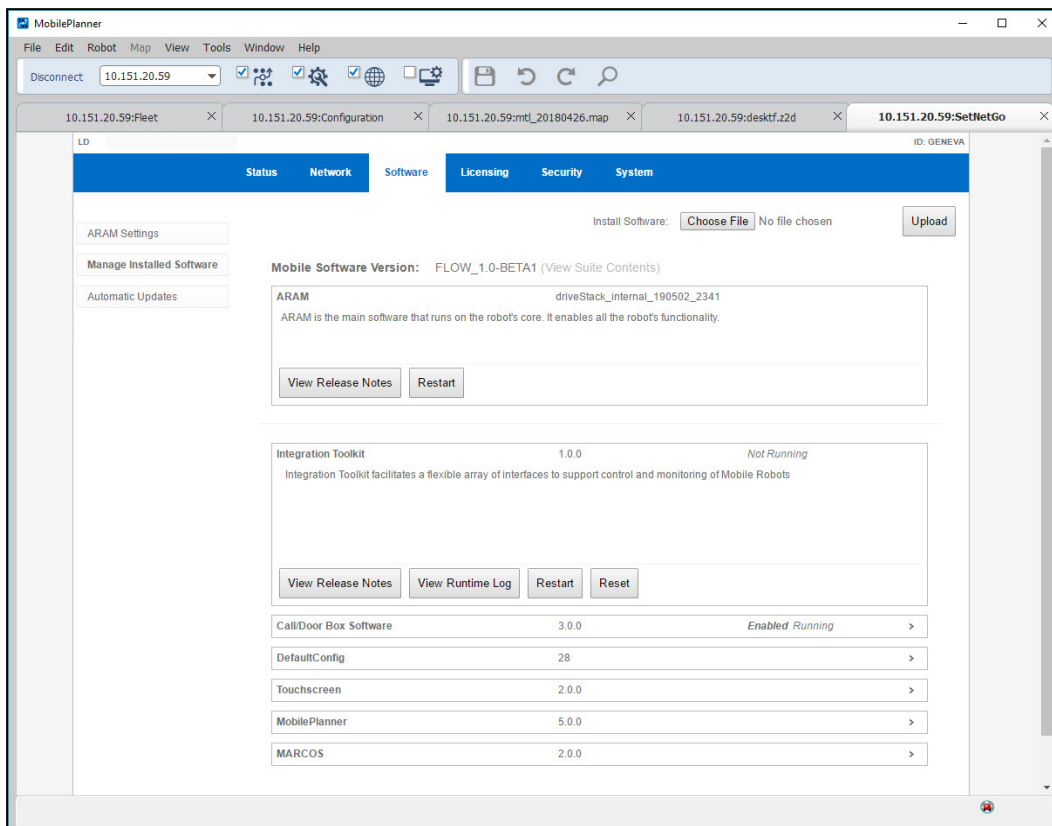 MobilePlanner
File Edit Robot Map View Tools Window Help
Disconnect 10.151.20.59
10.151.20.59:Fleet 10.151.20.59:Configuration 10.151.20.59:mtl_20180426.map 10.151.20.59:desktf.z2d 10.151.20.59:SetNetGo
LD ID: GENEVA
Status Network Software Licensing Security System
Install Software: Choose File No file chosen Upload
ARAM Settings
Manage Installed Software
Automatic Updates
Mobile Software Version: FLOW_1.0-BETA1 (View Suite Contents)
ARAM driveStack_internal_190502_2341
ARAM is the main software that runs on the robot's core. It enables all the robot's functionality.
View Release Notes Restart
Integration Toolkit 1.0.0 Not Running
Integration Toolkit facilitates a flexible array of interfaces to support control and monitoring of Mobile Robots
View Release Notes View Runtime Log Restart Reset
Call/Door Box Software 3.0.0 Enabled Running
DefaultConfig 28
Touchscreen 2.0.0
MobilePlanner 5.0.0
MARCOS 2.0.0